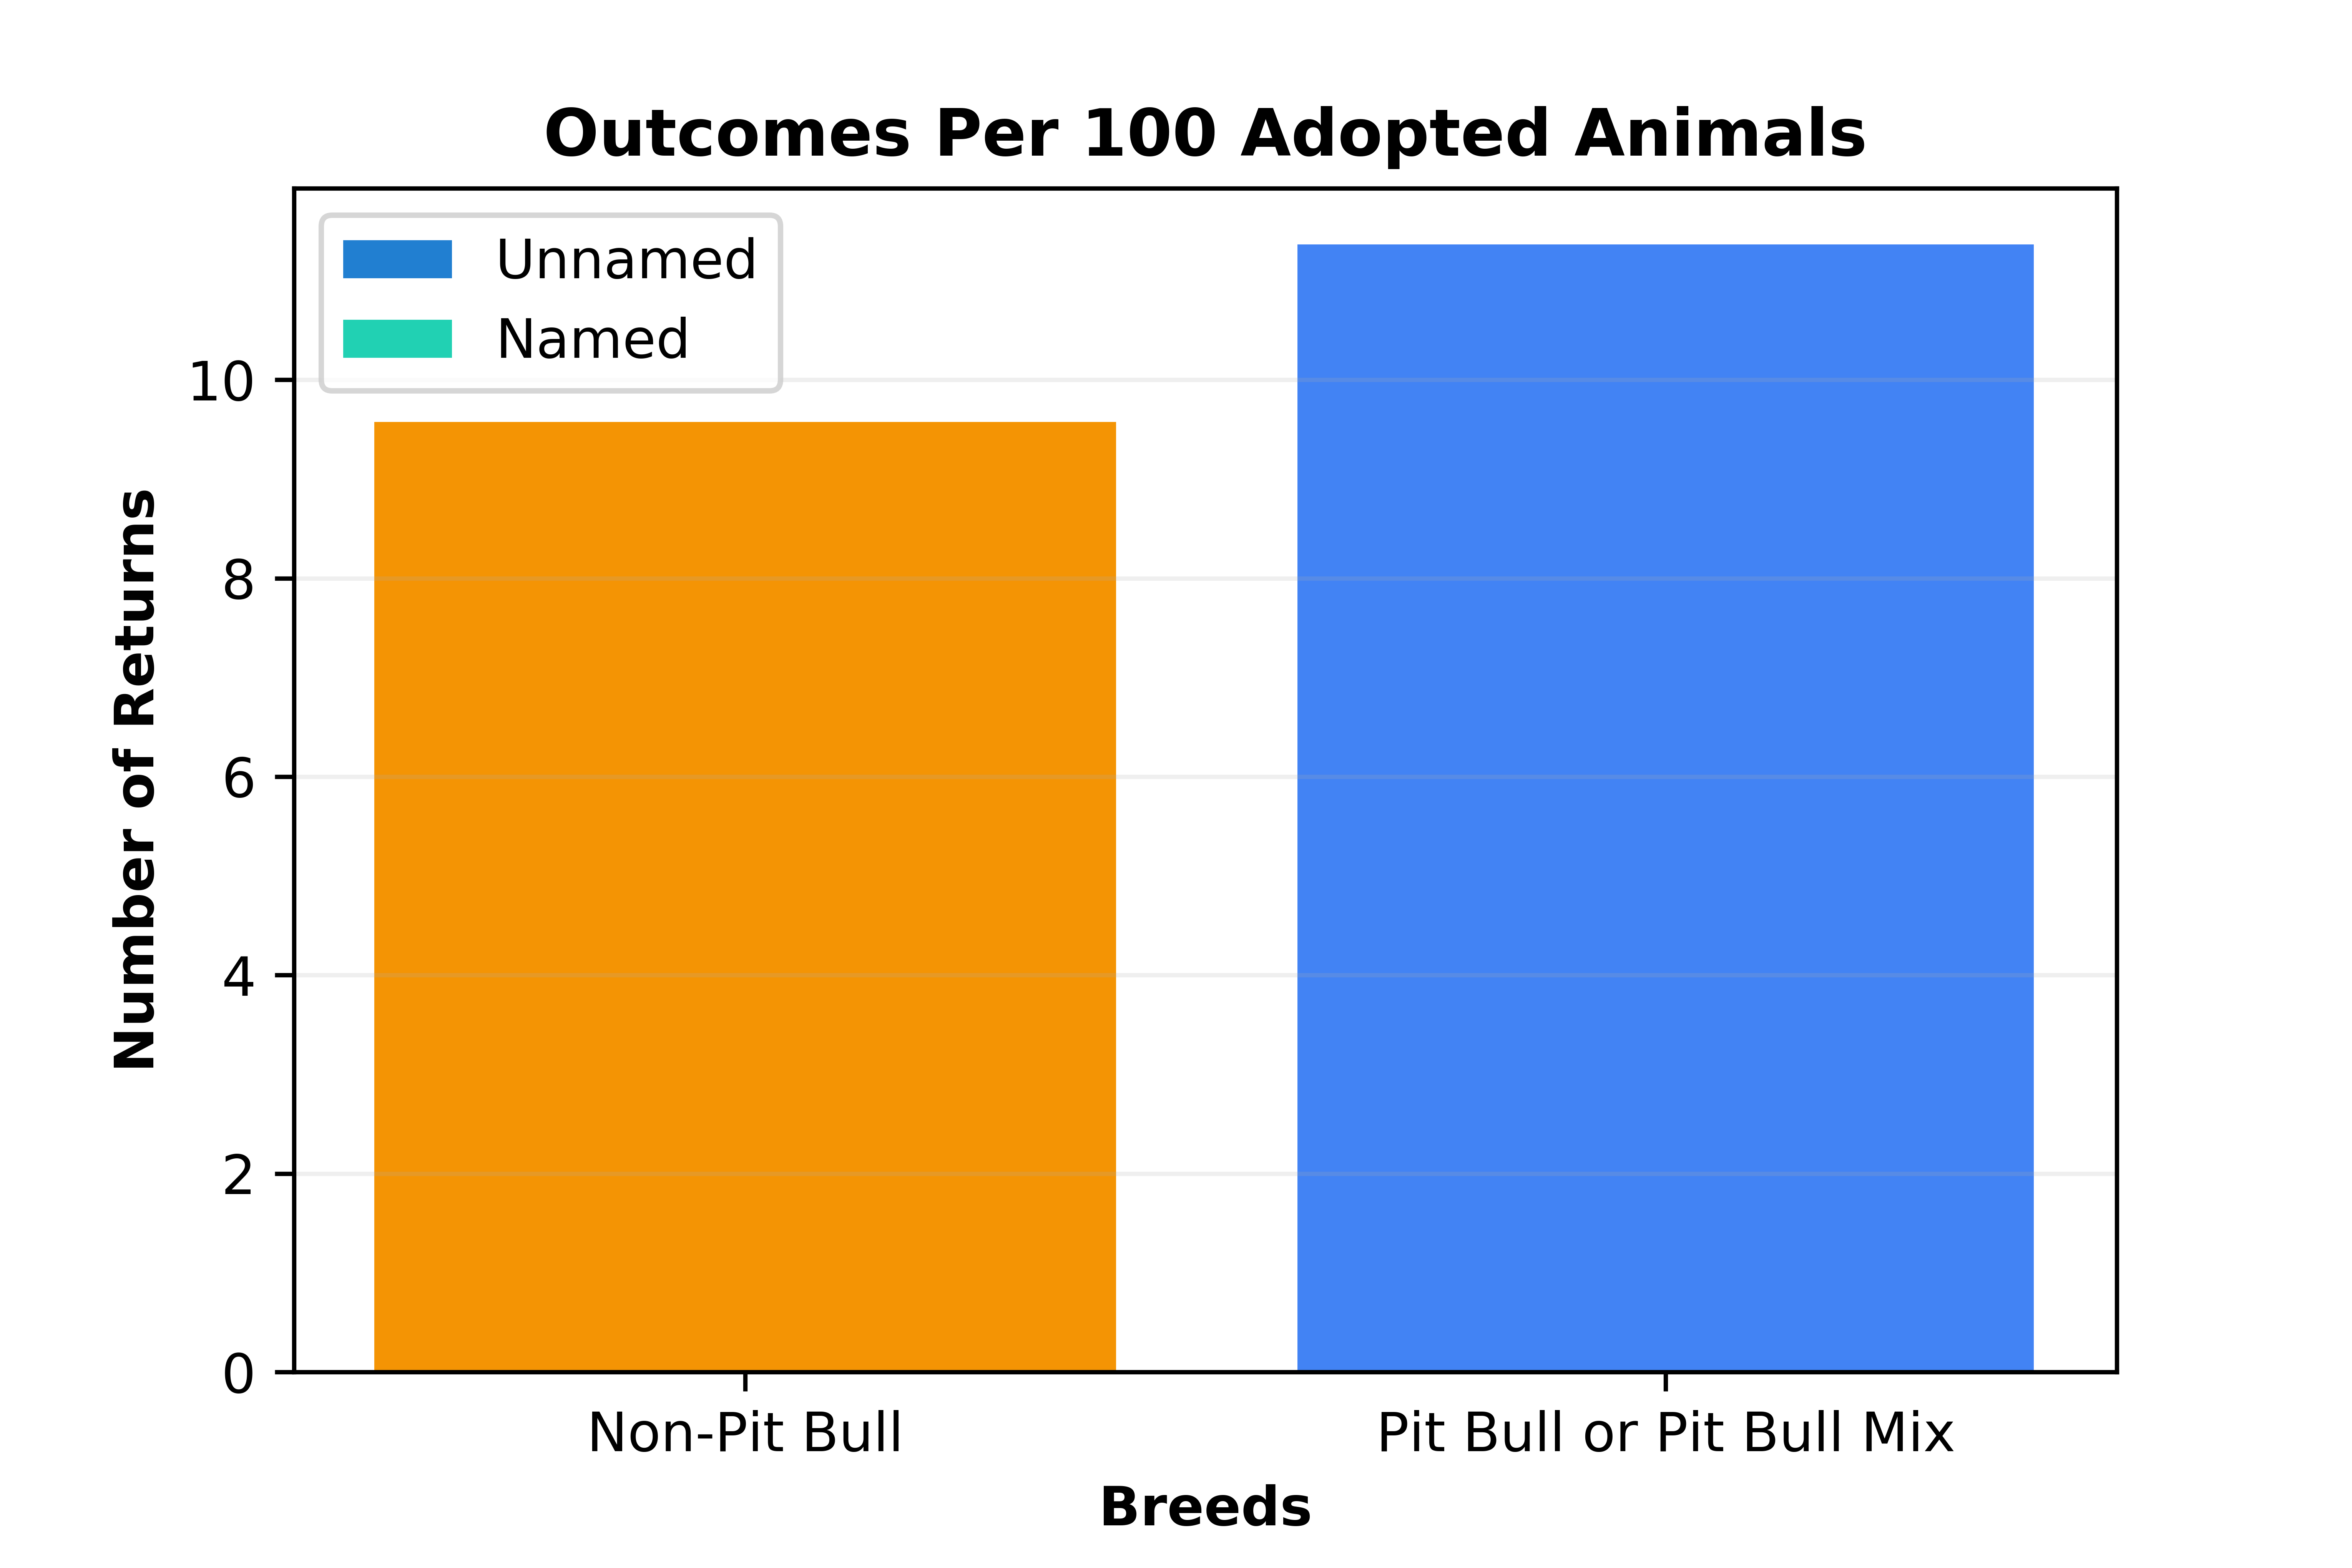 Outcomes Per 100 Adopted Animals
Unnamed
Named
Number of Returns
10
8
6
4
2
0
Non-Pit Bull
Pit Bull or Pit Bull Mix
Breeds